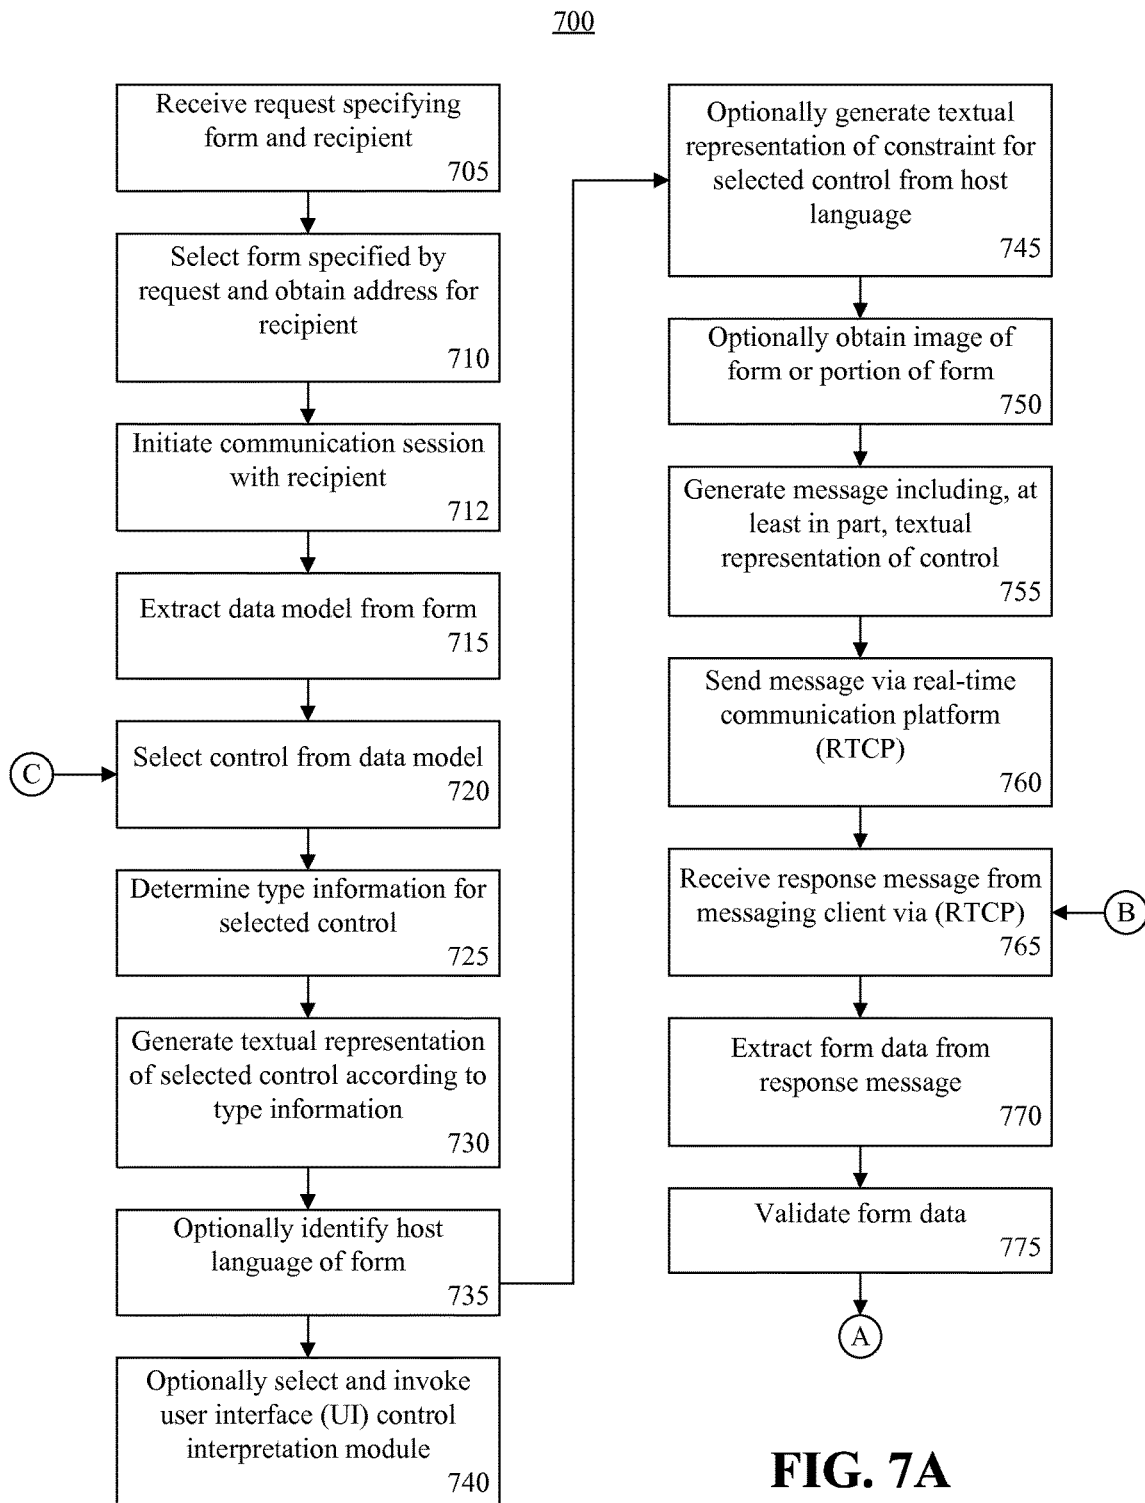 700
Receive request specifying
form and recipient
705
Select form specified by
request and obtain address for
recipient
710
Initiate communication session
with recipient
712
Extract data model from form
715
C
Select control from data model
720
Determine type information for
selected control
725
Generate textual representation
of selected control according to
type information
730
Optionally identify host
language of form
735
Optionally select and invoke
user interface (UI) control
interpretation module
740
Optionally generate textual
representation of constraint for
selected control from host
language
745
Optionally obtain image of
form or portion of form
750
Generate message including, at
least in part, textual
representation of control
755
Send message via real-time
communication platform
(RTCP)
760
Receive response message from
messaging client via (RTCP)
765
B
Extract form data from
response message
770
Validate form data
775
A
FIG. 7A